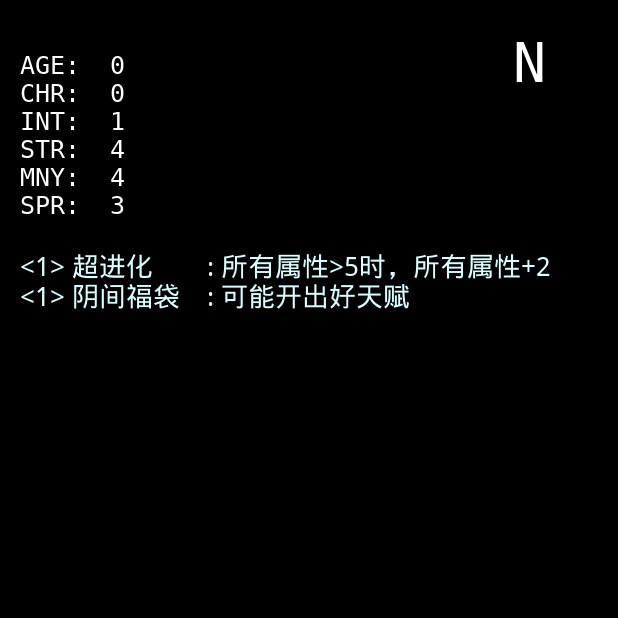 N
AGE: 0
CHR: 0
INT: 1
STR: 4
MNY: 4
SPR: 3
<1> 超进化 : 所有属性>5时，所有属性+2
<1> 阴间福袋 : 可能开出好天赋